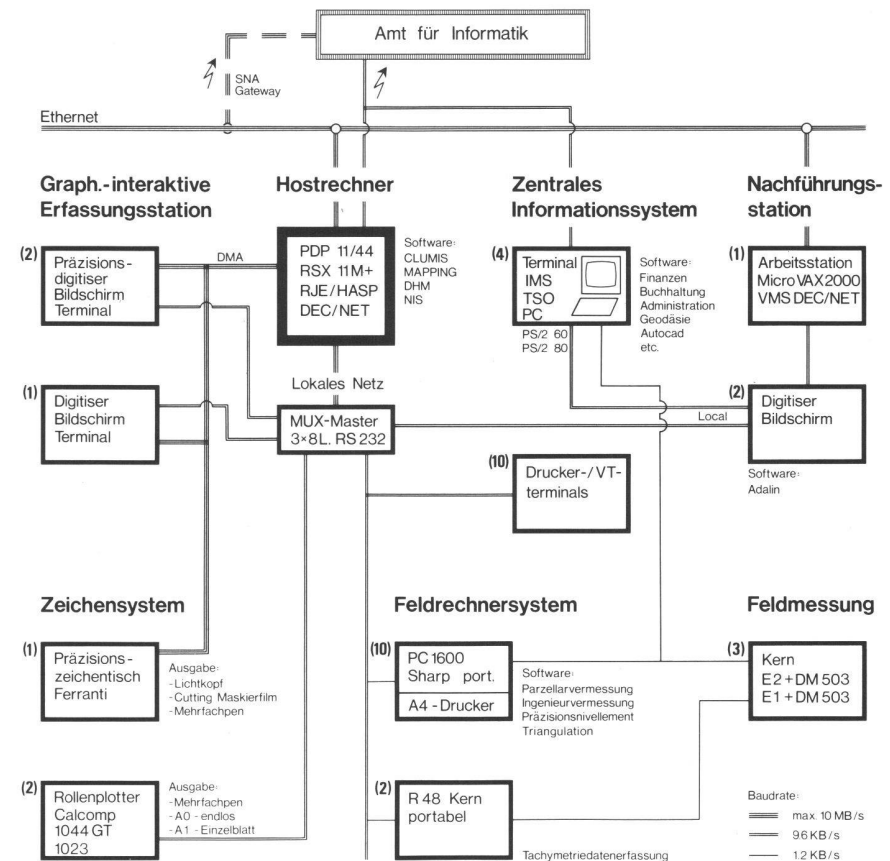 Amt für Informatik
SNA
Gateway
Ethernet
Graph.-interaktive
Erfassungsstation
Hostrechner
Zentrales
Informationssystem
Nachführungs-
station
(2)
Präzisions-
digitiser
Bildschirm
Terminal
DMA
PDP 11/44
RSX 11M+
RJE/HASP
DEC/NET
Software:
CLUMIS
MAPPING
DHM
NIS
(4)
Terminal
IMS
TSO
PC
PS/2 60
PS/2 80
Software:
Finanzen
Buchhaltung
Administration
Geodäsie
Autocad
etc.
(1)
Arbeitsstation
MicroVAX2000
VMS DEC/NET
(1)
Digitiser
Bildschirm
Terminal
Lokales Netz
MUX-Master
3×8L. RS 232
Local
(2)
Digitiser
Bildschirm
Software:
Adalin
(10)
Drucker-/VT-
terminals
Zeichensystem
Feldrechnersystem
Feldmessung
(1)
Präzisions-
zeichentisch
Ferranti
Ausgabe:
-Lichtkopf
-Cutting Maskierfilm
-Mehrfachpen
(10)
PC 1600
Sharp port.
A4-Drucker
Software:
Parzellarvermessung
Ingenieurvermessung
Präzisionsnivellement
Triangulation
(3)
Kern
E2+DM 503
E1+DM 503
(2)
Rollenplotter
Calcomp
1044 GT
1023
Ausgabe:
-Mehrfachpen
-A0 - endlos
-A1 - Einzelblatt
(2)
R 48 Kern
portabel
Tachymetriedatenerfassung
Baudrate:
max. 10 MB/s
9.6 KB/s
1.2 KB/s